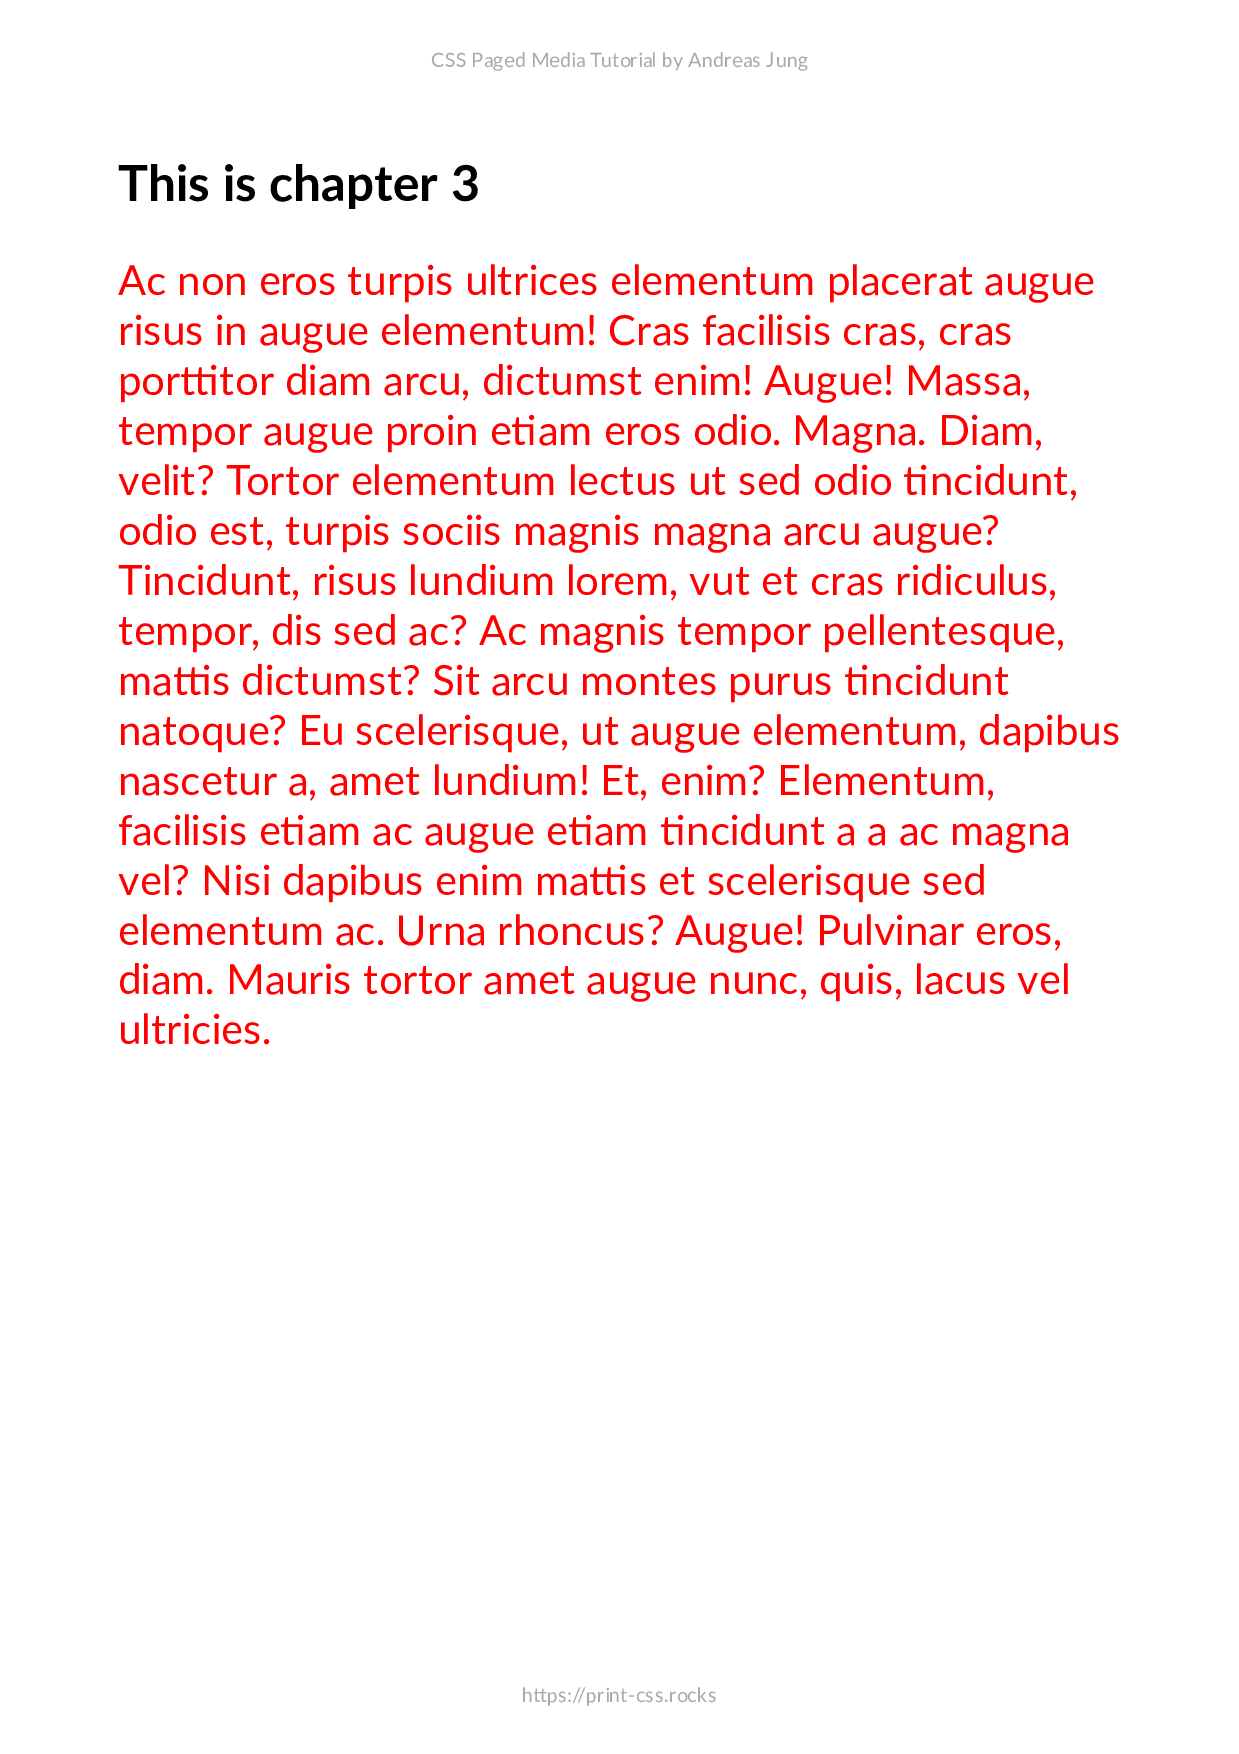 CSS Paged Media Tutorial by Andreas Jung
This is chapter 3
Ac non eros turpis ultrices elementum placerat augue
risus in augue elementum! Cras facilisis cras, cras
porttitor diam arcu, dictumst enim! Augue! Massa,
tempor augue proin etiam eros odio. Magna. Diam,
velit? Tortor elementum lectus ut sed odio tincidunt,
odio est, turpis sociis magnis magna arcu augue?
Tincidunt, risus lundium lorem, vut et cras ridiculus,
tempor, dis sed ac? Ac magnis tempor pellentesque,
mattis dictumst? Sit arcu montes purus tincidunt
natoque? Eu scelerisque, ut augue elementum, dapibus
nascetur a, amet lundium! Et, enim? Elementum,
facilisis etiam ac augue etiam tincidunt a a ac magna
vel? Nisi dapibus enim mattis et scelerisque sed
elementum ac. Urna rhoncus? Augue! Pulvinar eros,
diam. Mauris tortor amet augue nunc, quis, lacus vel
ultricies.
https://print-css.rocks